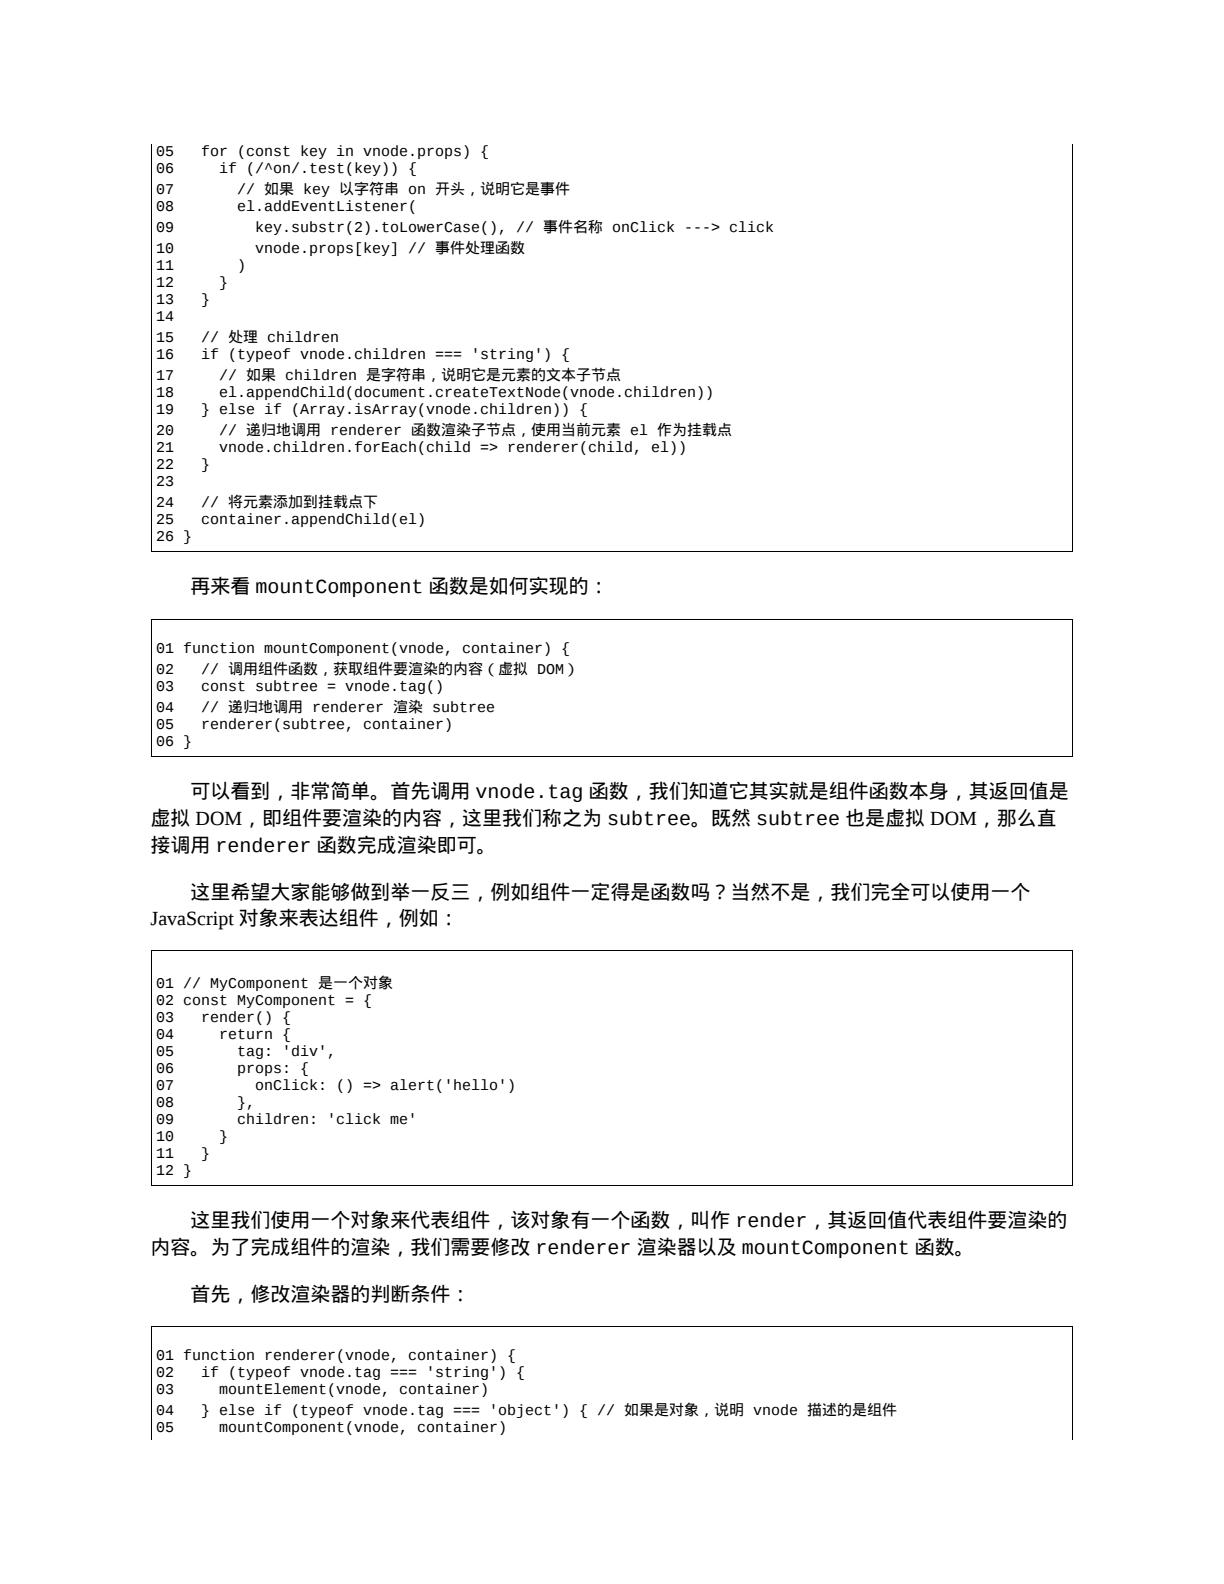 05   for (const key in vnode.props) {
06     if (/^on/.test(key)) {
07       // 如果 key 以字符串 on 开头，说明它是事件
08       el.addEventListener(
09         key.substr(2).toLowerCase(), // 事件名称 onClick ---> click
10         vnode.props[key] // 事件处理函数
11       )
12     }
13   }
14
15   // 处理 children
16   if (typeof vnode.children === 'string') {
17     // 如果 children 是字符串，说明它是元素的文本子节点
18     el.appendChild(document.createTextNode(vnode.children))
19   } else if (Array.isArray(vnode.children)) {
20     // 递归地调用 renderer 函数渲染子节点，使用当前元素 el 作为挂载点
21     vnode.children.forEach(child => renderer(child, el))
22   }
23
24   // 将元素添加到挂载点下
25   container.appendChild(el)
26 }
再来看 mountComponent 函数是如何实现的：
01 function mountComponent(vnode, container) {
02   // 调用组件函数，获取组件要渲染的内容（虚拟 DOM）
03   const subtree = vnode.tag()
04   // 递归地调用 renderer 渲染 subtree
05   renderer(subtree, container)
06 }
可以看到，非常简单。首先调用 vnode.tag 函数，我们知道它其实就是组件函数本身，其返回值是
虚拟 DOM，即组件要渲染的内容，这里我们称之为 subtree。既然 subtree 也是虚拟 DOM，那么直
接调用 renderer 函数完成渲染即可。
这里希望大家能够做到举一反三，例如组件一定得是函数吗？当然不是，我们完全可以使用一个
JavaScript 对象来表达组件，例如：
01 // MyComponent 是一个对象
02 const MyComponent = {
03   render() {
04     return {
05       tag: 'div',
06       props: {
07         onClick: () => alert('hello')
08       },
09       children: 'click me'
10     }
11   }
12 }
这里我们使用一个对象来代表组件，该对象有一个函数，叫作 render，其返回值代表组件要渲染的
内容。为了完成组件的渲染，我们需要修改 renderer 渲染器以及 mountComponent 函数。
首先，修改渲染器的判断条件：
01 function renderer(vnode, container) {
02   if (typeof vnode.tag === 'string') {
03     mountElement(vnode, container)
04   } else if (typeof vnode.tag === 'object') { // 如果是对象，说明 vnode 描述的是组件
05     mountComponent(vnode, container)